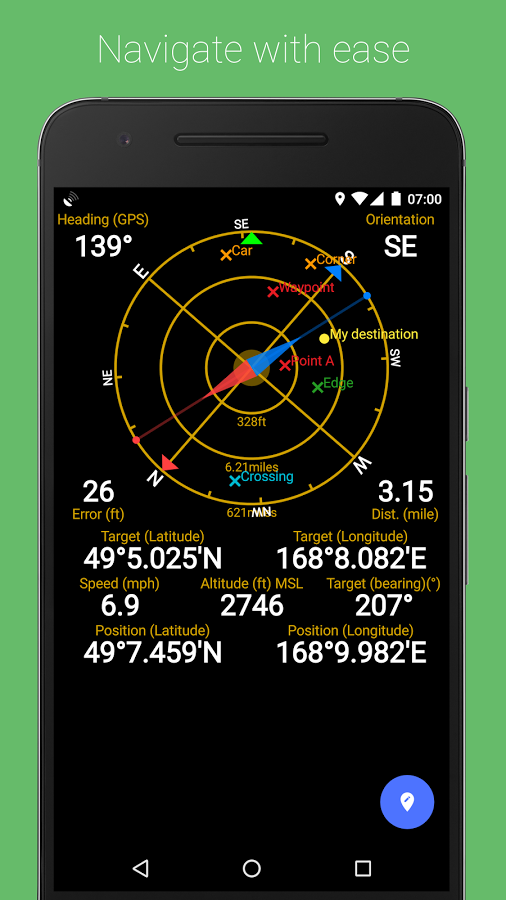 Navigate with ease
07:00
Heading (GPS)
Orientation
139°
SE
SE
Car
Corner
S
E
Waypoint
My destination
SW
Point A
NE
Edge
328ft
6.21miles
W
N
Crossing
621miles
NW
26
3.15
Error (ft)
Dist. (mile)
Target (Latitude)
Target (Longitude)
49°5.025'N
168°8.082'E
Speed (mph)
Altitude (ft) MSL
Target (bearing)(°)
6.9
2746
207°
Position (Latitude)
Position (Longitude)
49°7.459'N
168°9.982'E